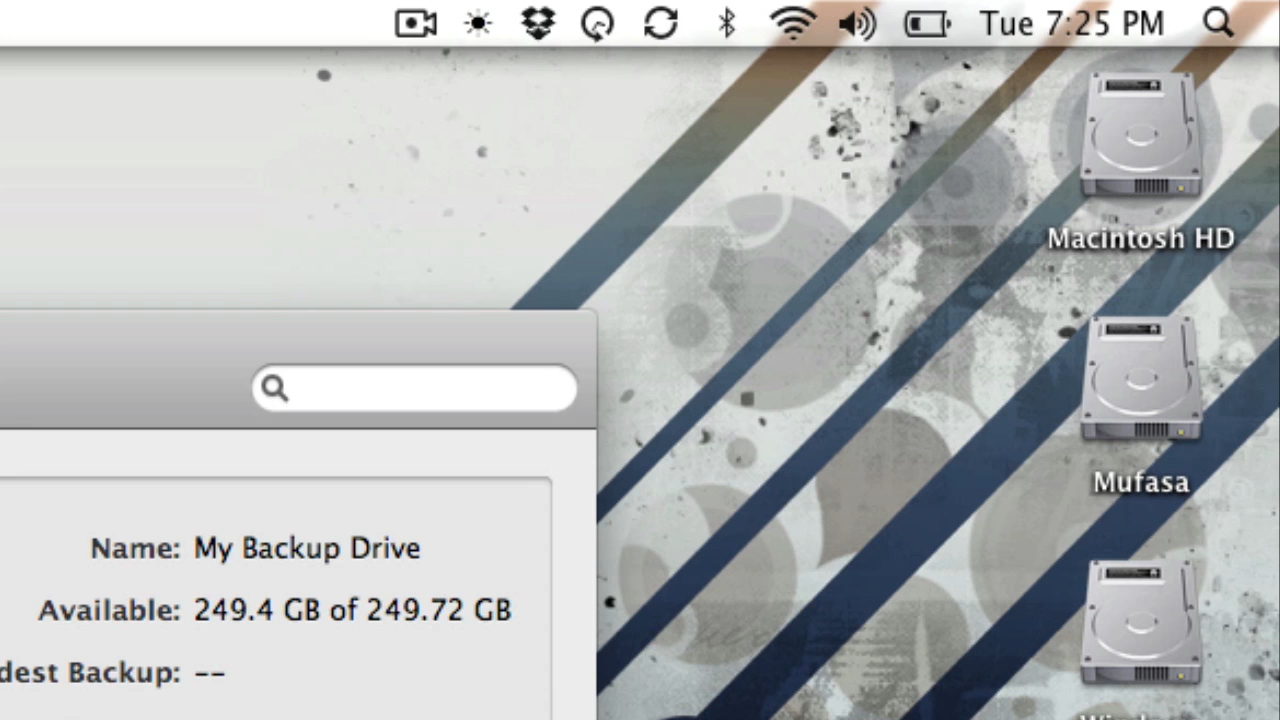 Tue 7:25 PM
Macintosh HD
Mufasa
Name: My Backup Drive
Available: 249.4 GB of 249.72 GB
dest Backup: --